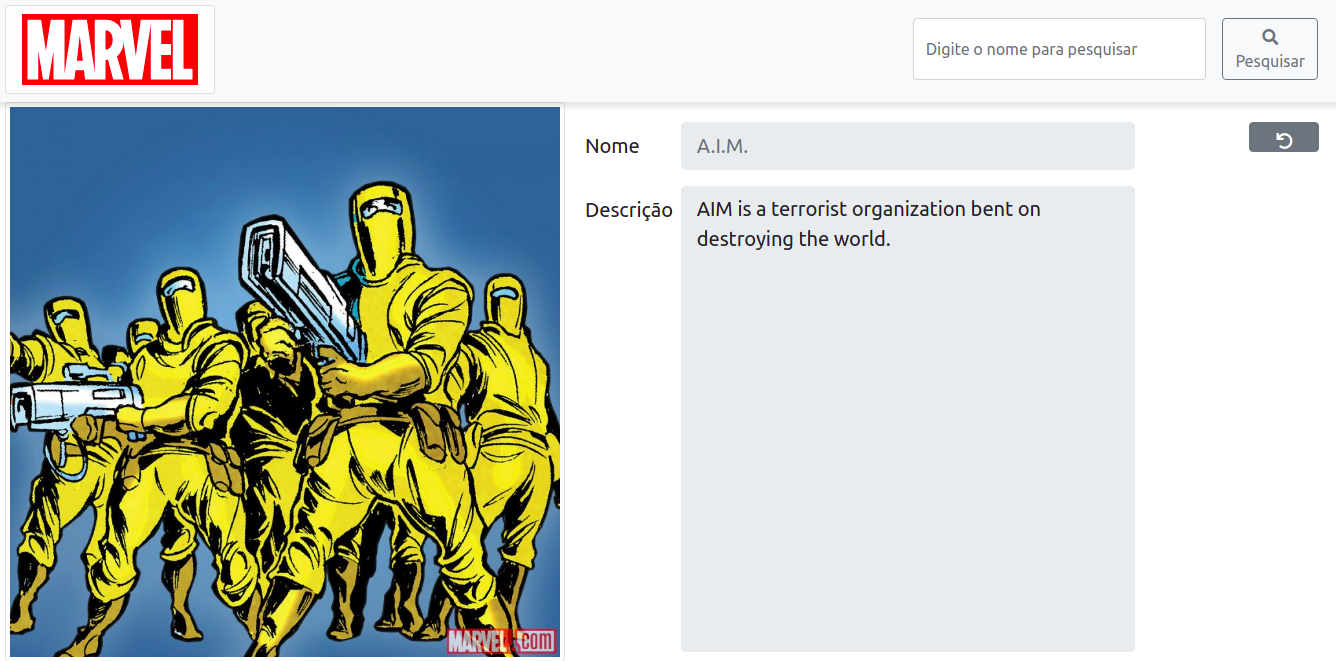 MARVEL
Digite o nome para pesquisar
Pesquisar
Nome
A.I.M.
Descrição
AIM is a terrorist organization bent on
destroying the world.
MARVEL.com